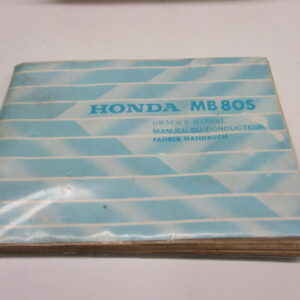 HONDA MB80S
OWNER'S MANUAL
MANUEL DU CONDUCTEUR
FAHRER-HANDBUCH